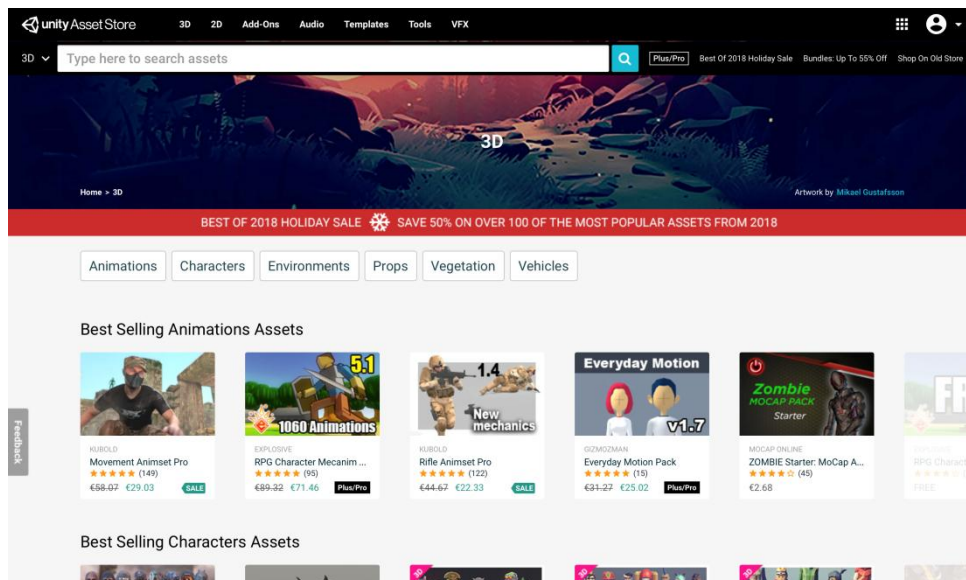 unity Asset Store
3D 2D Add-Ons Audio Templates Tools VFX
3D Type here to search assets Plus/Pro Best Of 2018 Holiday Sale Bundles: Up To 55% Off Shop On Old Store
3D
Home > 3D
Artwork by Mikael Gustafsson
BEST OF 2018 HOLIDAY SALE SAVE 50% ON OVER 100 OF THE MOST POPULAR ASSETS FROM 2018
Animations Characters Environments Props Vegetation Vehicles
Feedback
Best Selling Animations Assets
KUBOLD
Movement Animset Pro
(149)
€58.07 €29.03 SALE
5.1
1060 Animations
EXPLOSIVE
RPG Character Mecanim ...
(95)
€89.32 €71.46 Plus/Pro
1.4
New
mechanics
KUBOLD
Rifle Animset Pro
(122)
€44.67 €22.33 SALE
Everyday Motion
v1.7
GIZMOZMAN
Everyday Motion Pack
(15)
€31.27 €25.02 Plus/Pro
Zombie
MOCAP PACK
Starter
MOCAP ONLINE
ZOMBIE Starter: MoCap A...
(45)
€2.68
RPG Charact
FREE
Best Selling Characters Assets
3D
3D
3D